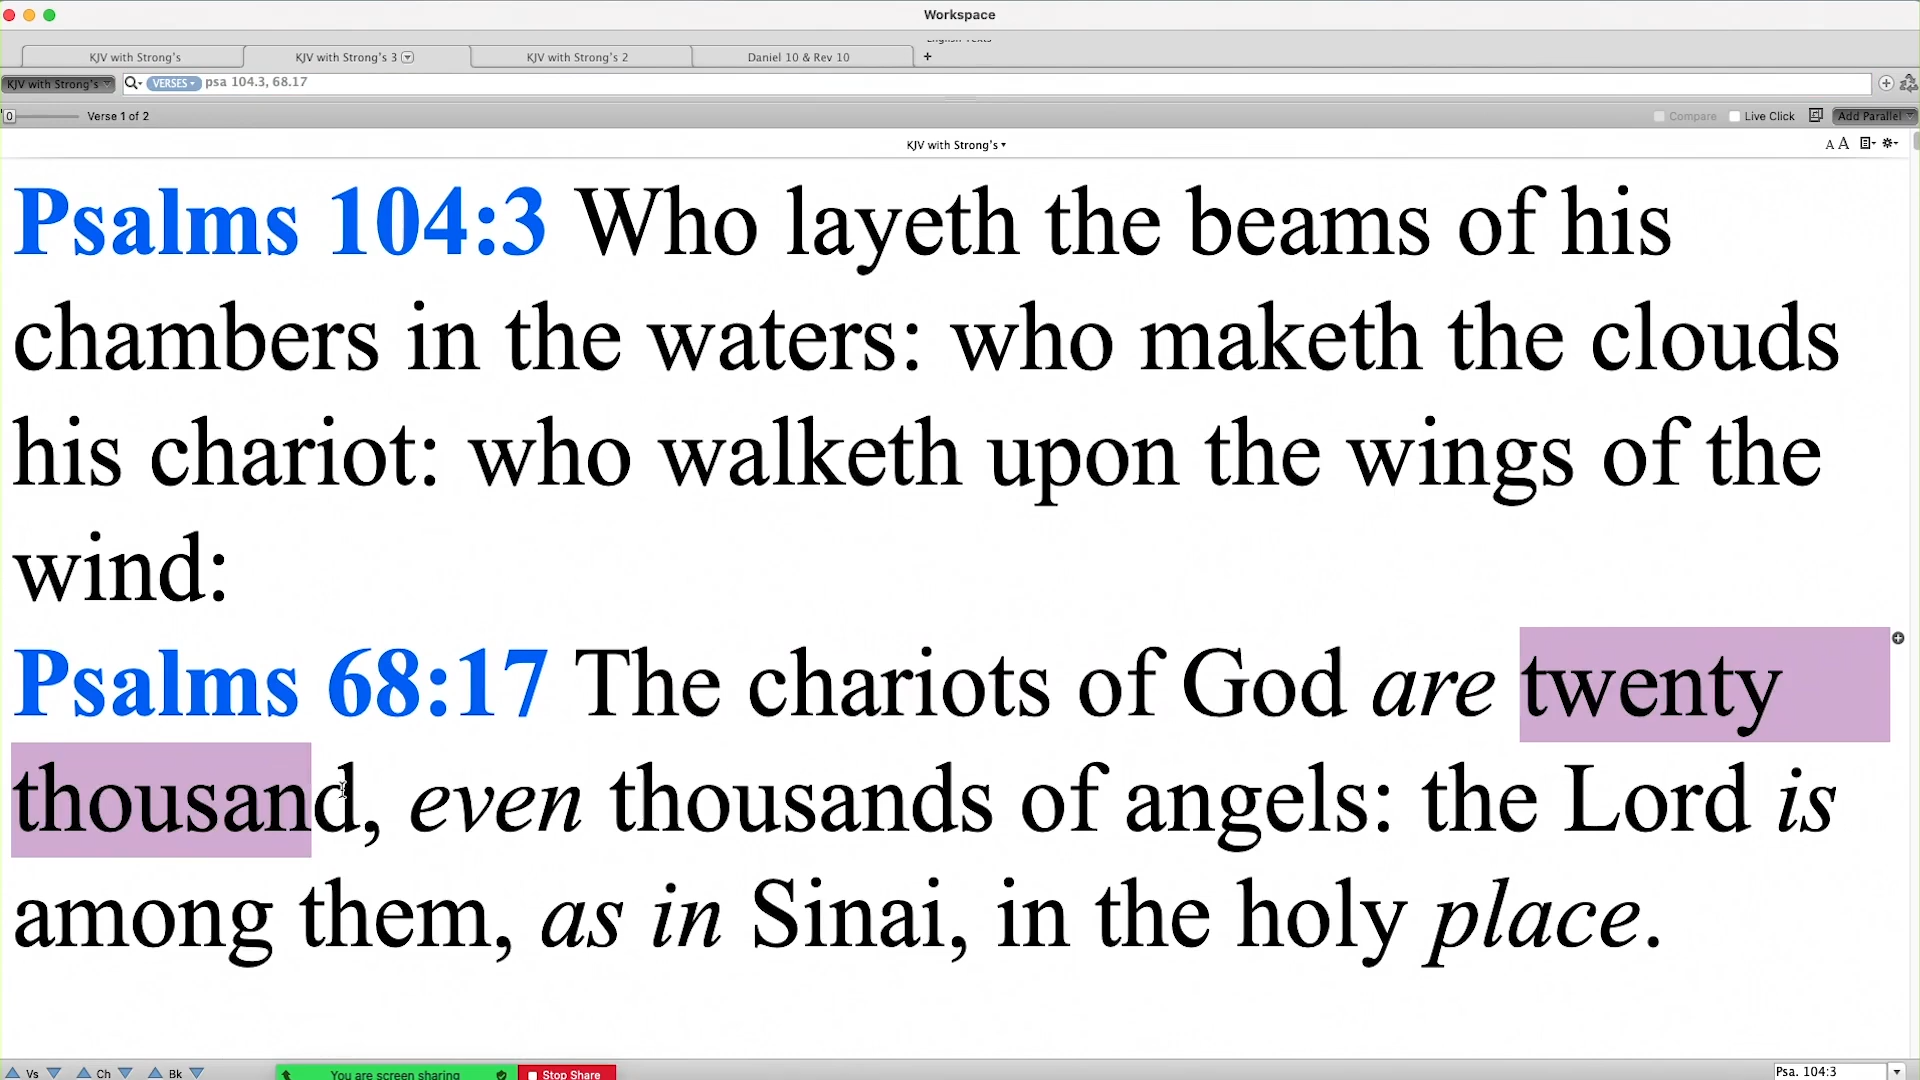 Workspace
English Texts
KJV with Strong's
KJV with Strong's 3
KJV with Strong's 2
Daniel 10 & Rev 10
+
KJV with Strong's
VERSES
psa 104.3, 68.17
0
Verse 1 of 2
Compare
Live Click
Add Parallel
KJV with Strong's
A A
Psalms 104:3 Who layeth the beams of his
chambers in the waters: who maketh the clouds
his chariot: who walketh upon the wings of the
wind:
Psalms 68:17 The chariots of God are twenty
thousand, even thousands of angels: the Lord is
among them, as in Sinai, in the holy place.
Vs
Ch
Bk
You are screen sharing
Stop Share
Psa. 104:3